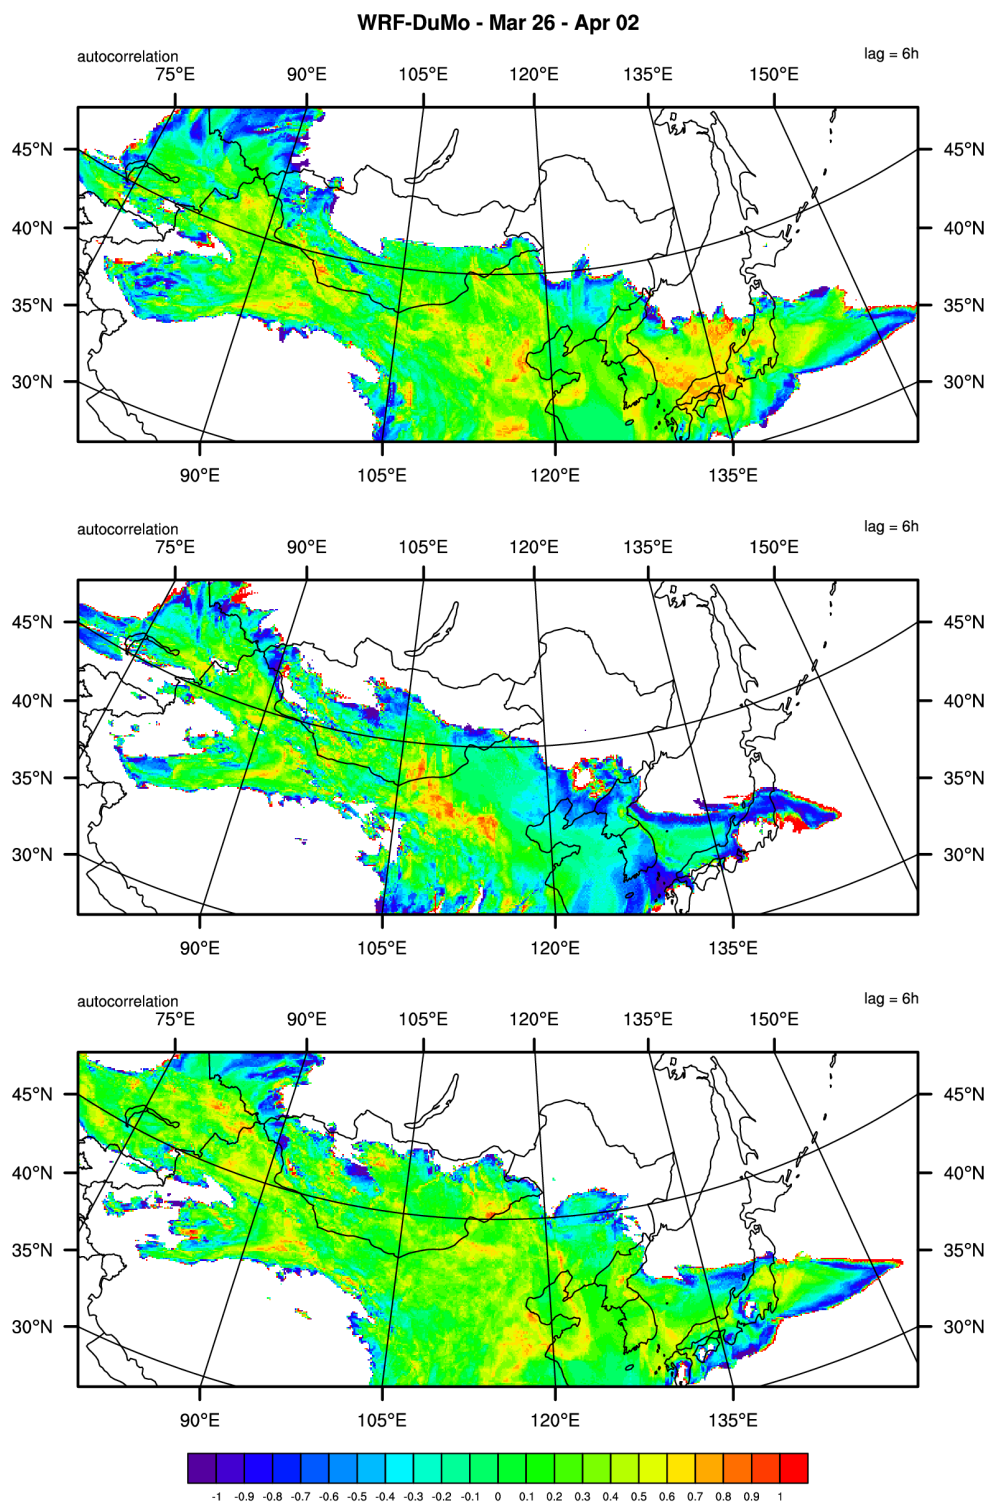 WRF-DuMo - Mar 26 - Apr 02
autocorrelation lag = 6h
75°E 90°E 105°E 120°E 135°E 150°E
45°N 45°N
40°N 40°N
35°N 35°N
30°N 30°N
90°E 105°E 120°E 135°E
autocorrelation lag = 6h
75°E 90°E 105°E 120°E 135°E 150°E
45°N 45°N
40°N 40°N
35°N 35°N
30°N 30°N
90°E 105°E 120°E 135°E
autocorrelation lag = 6h
75°E 90°E 105°E 120°E 135°E 150°E
45°N 45°N
40°N 40°N
35°N 35°N
30°N 30°N
90°E 105°E 120°E 135°E
-1 -0.9 -0.8 -0.7 -0.6 -0.5 -0.4 -0.3 -0.2 -0.1 0 0.1 0.2 0.3 0.4 0.5 0.6 0.7 0.8 0.9 1